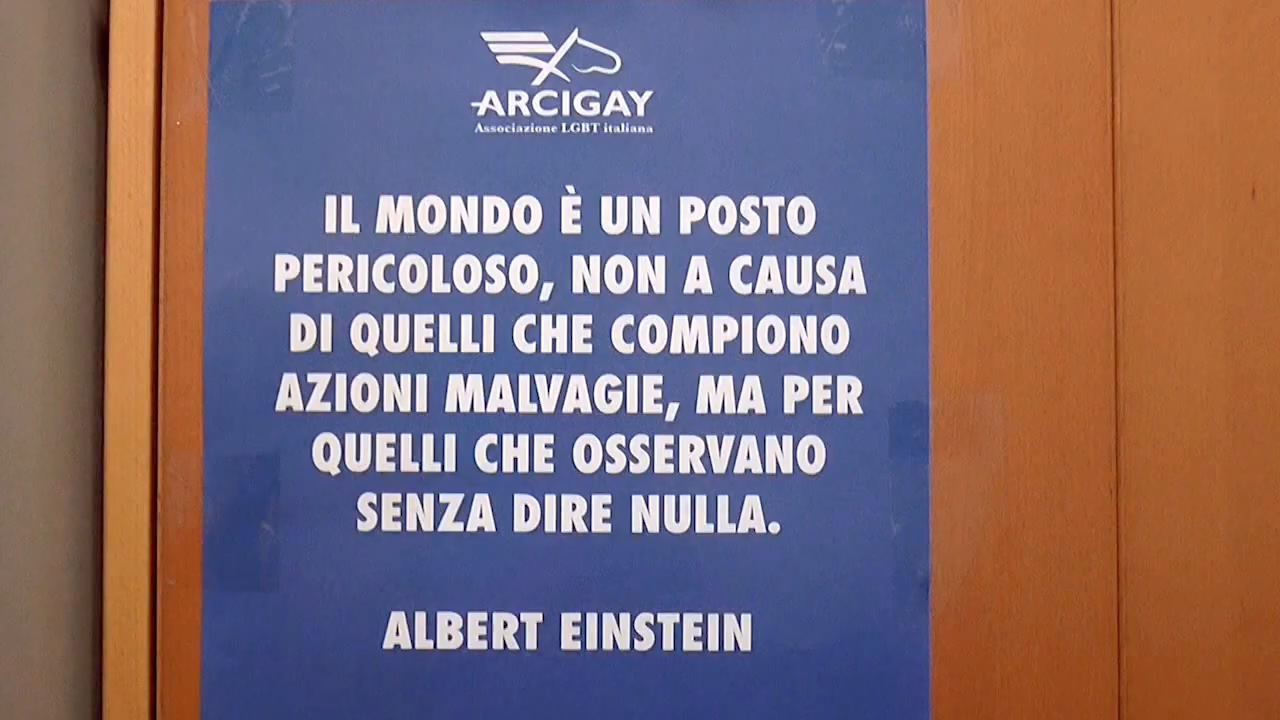 ARCIGAY
Associazione LGBT italiana
IL MONDO È UN POSTO
PERICOLOSO, NON A CAUSA
DI QUELLI CHE COMPIONO
AZIONI MALVAGIE, MA PER
QUELLI CHE OSSERVANO
SENZA DIRE NULLA.
ALBERT EINSTEIN